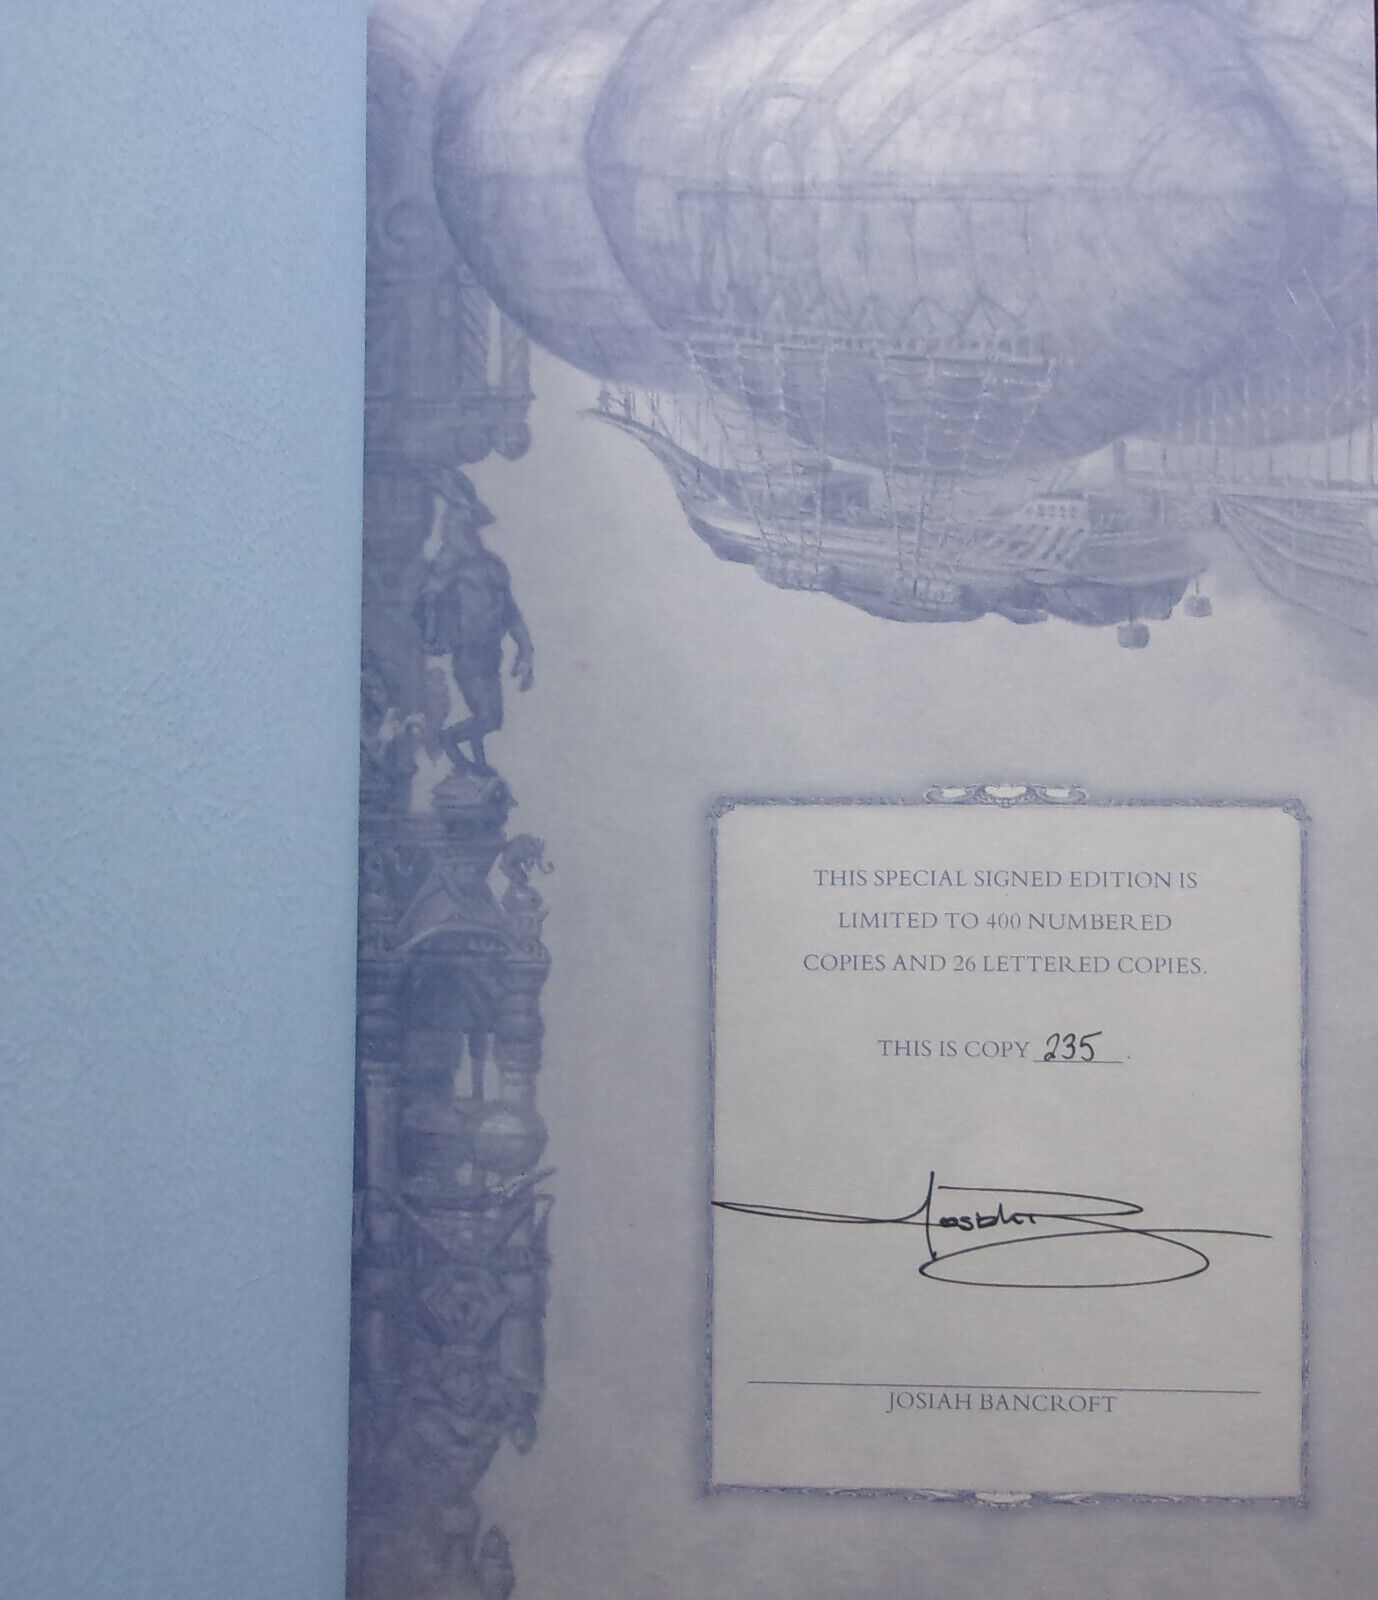 THIS SPECIAL SIGNED EDITION IS
LIMITED TO 400 NUMBERED
COPIES AND 26 LETTERED COPIES.
THIS IS COPY 235.
Josiah
JOSIAH BANCROFT